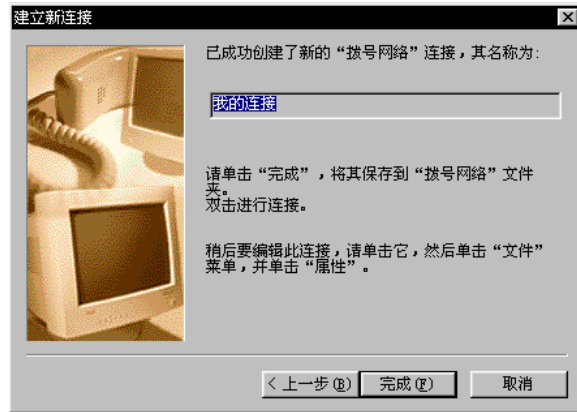 建立新连接
已成功创建了新的“拨号网络”连接，其名称为:
我的连接
请单击“完成”，将其保存到“拨号网络”文件
夹。
双击进行连接。
稍后要编辑此连接，请单击它，然后单击“文件”
菜单，并单击“属性”。
< 上一步(B) 完成(F) 取消